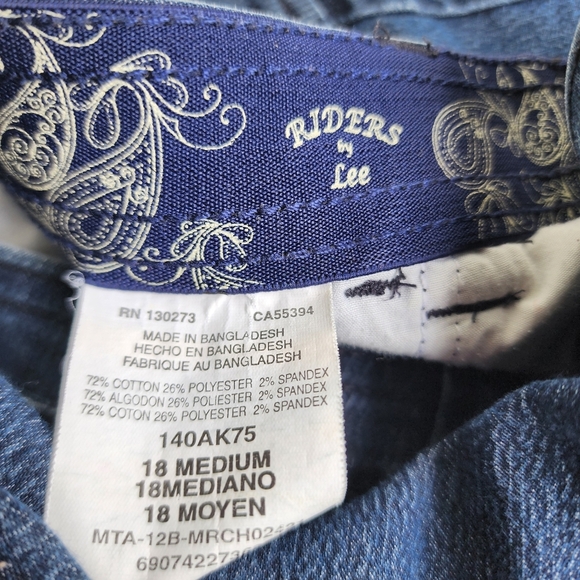 RIDERS
by
Lee
RN 130273 CA55394
MADE IN BANGLADESH
HECHO EN BANGLADESH
FABRIQUE AU BANGLADESH
72% COTTON 26% POLYESTER 2% SPANDEX
72% ALGODON 26% POLYESTER 2% SPANDEX
72% COTON 26% POLYESTER 2% SPANDEX
140AK75
18 MEDIUM
18MEDIANO
18 MOYEN